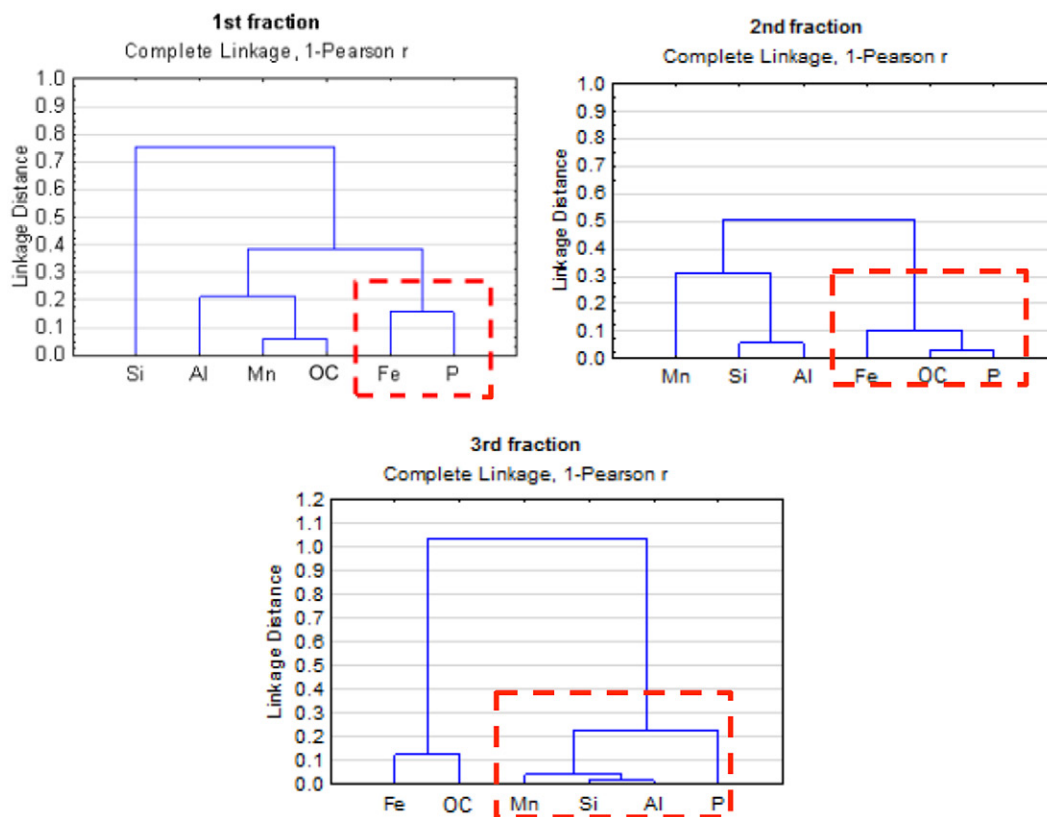 1st fraction
Complete Linkage, 1-Pearson r
1.0
0.9
0.8
0.7
0.6
0.5
0.4
0.3
0.2
0.1
0.0
Linkage Distance
Si Al Mn OC Fe P
2nd fraction
Complete Linkage, 1-Pearson r
1.0
0.9
0.8
0.7
0.6
0.5
0.4
0.3
0.2
0.1
0.0
Linkage Distance
Mn Si Al Fe OC P
3rd fraction
Complete Linkage, 1-Pearson r
1.2
1.1
1.0
0.9
0.8
0.7
0.6
0.5
0.4
0.3
0.2
0.1
0.0
Linkage Distance
Fe OC Mn Si Al P